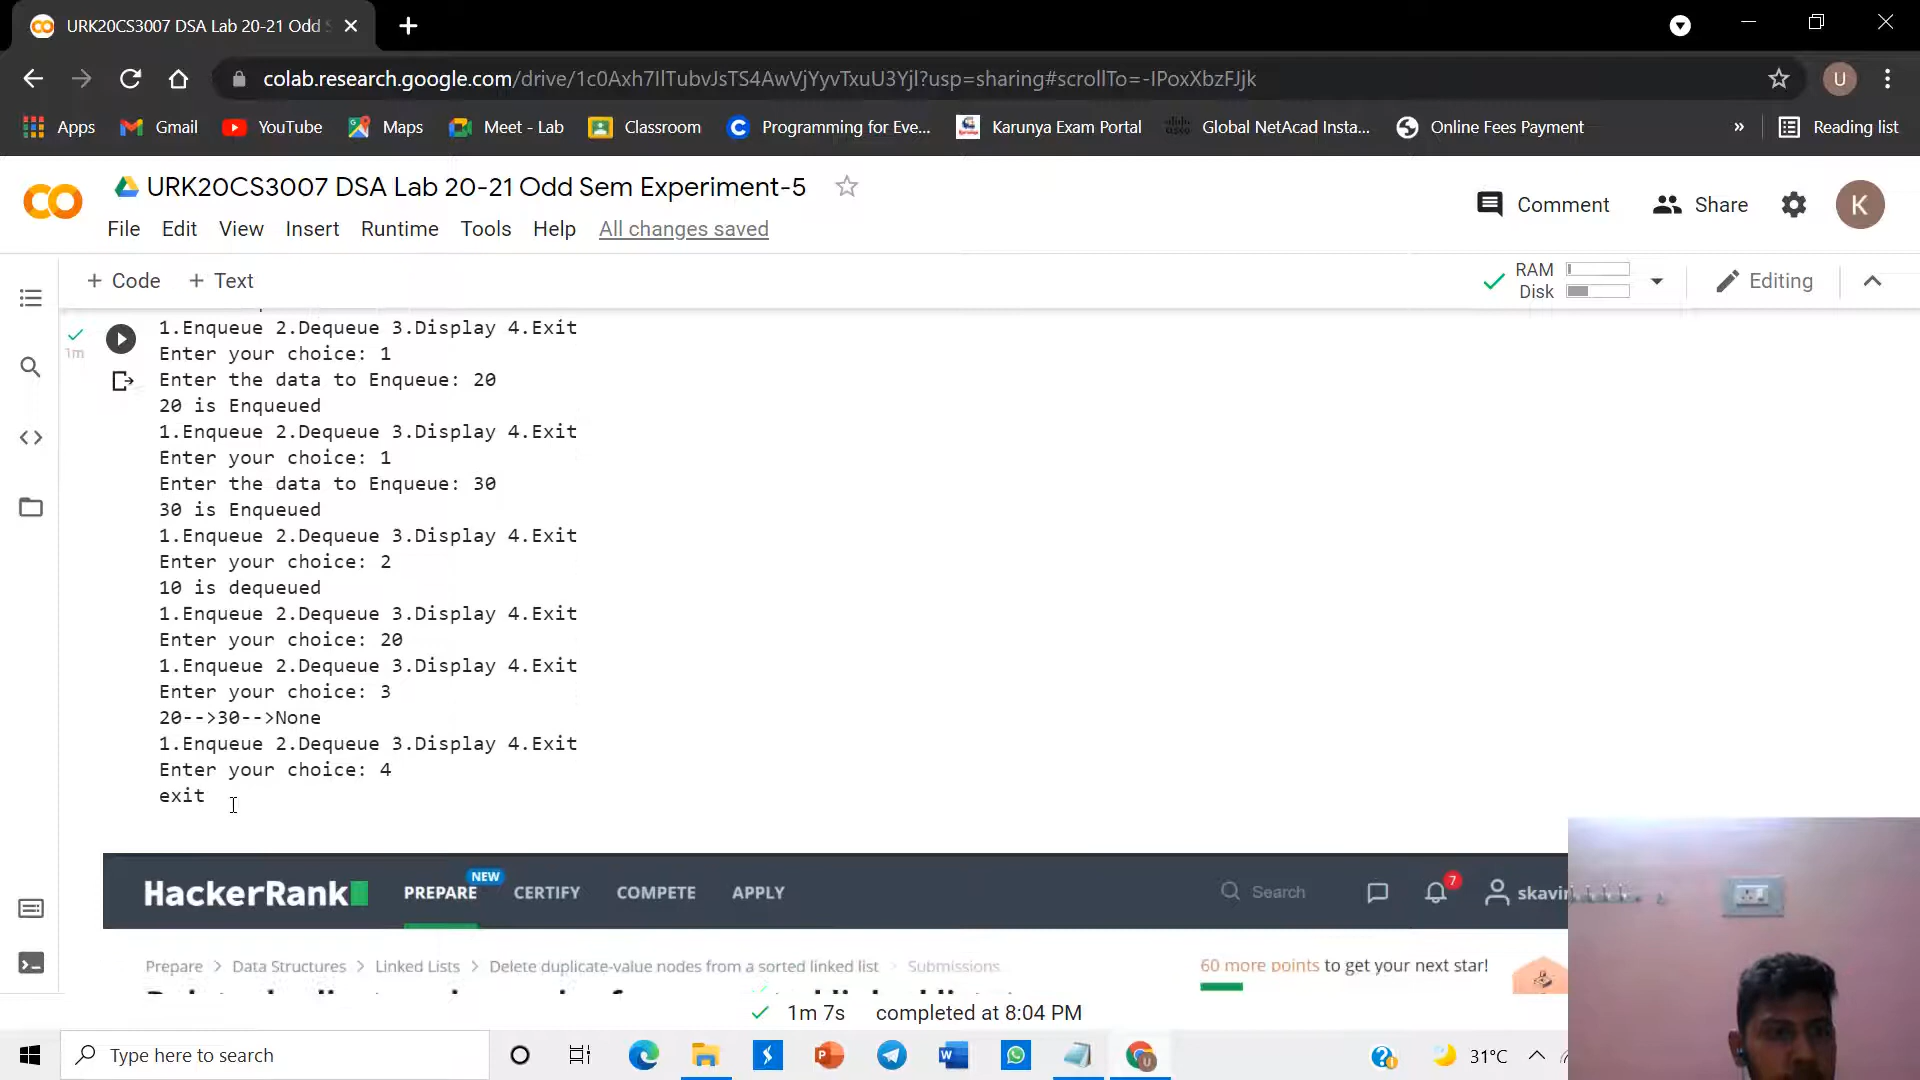 URK20CS3007 DSA Lab 20-21 Odd S
colab.research.google.com/drive/1c0Axh7IlTubvJsTS4AwVjYyvTxuU3Yjl?usp=sharing#scrollTo=-IPoxXbzFJjk
U
Apps Gmail YouTube Maps Meet - Lab Classroom Programming for Eve... Karunya Exam Portal Global NetAcad Insta... Online Fees Payment » Reading list
CO URK20CS3007 DSA Lab 20-21 Odd Sem Experiment-5
Comment Share K
File Edit View Insert Runtime Tools Help All changes saved
+ Code + Text
RAM
Disk
Editing
1m
1.Enqueue 2.Dequeue 3.Display 4.Exit
Enter your choice: 1
Enter the data to Enqueue: 20
20 is Enqueued
1.Enqueue 2.Dequeue 3.Display 4.Exit
Enter your choice: 1
Enter the data to Enqueue: 30
30 is Enqueued
1.Enqueue 2.Dequeue 3.Display 4.Exit
Enter your choice: 2
10 is dequeued
1.Enqueue 2.Dequeue 3.Display 4.Exit
Enter your choice: 20
1.Enqueue 2.Dequeue 3.Display 4.Exit
Enter your choice: 3
20-->30-->None
1.Enqueue 2.Dequeue 3.Display 4.Exit
Enter your choice: 4
exit
HackerRank PREPARE NEW CERTIFY COMPETE APPLY Search 7 skavin
Prepare > Data Structures > Linked Lists > Delete duplicate-value nodes from a sorted linked list > Submissions
60 more points to get your next star!
1m 7s completed at 8:04 PM
Type here to search
31°C